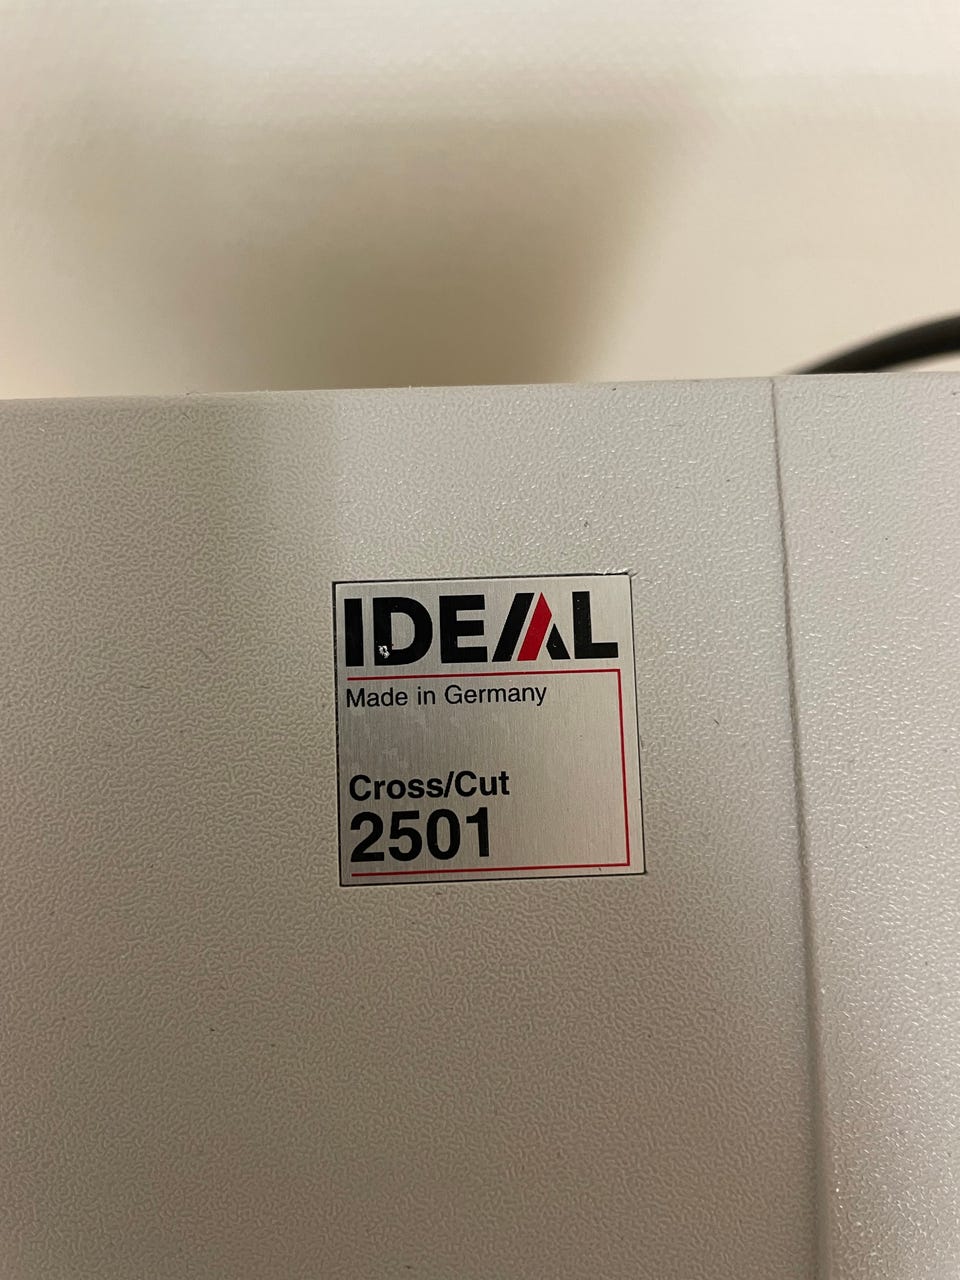 IDEAL
Made in Germany
Cross/Cut
2501